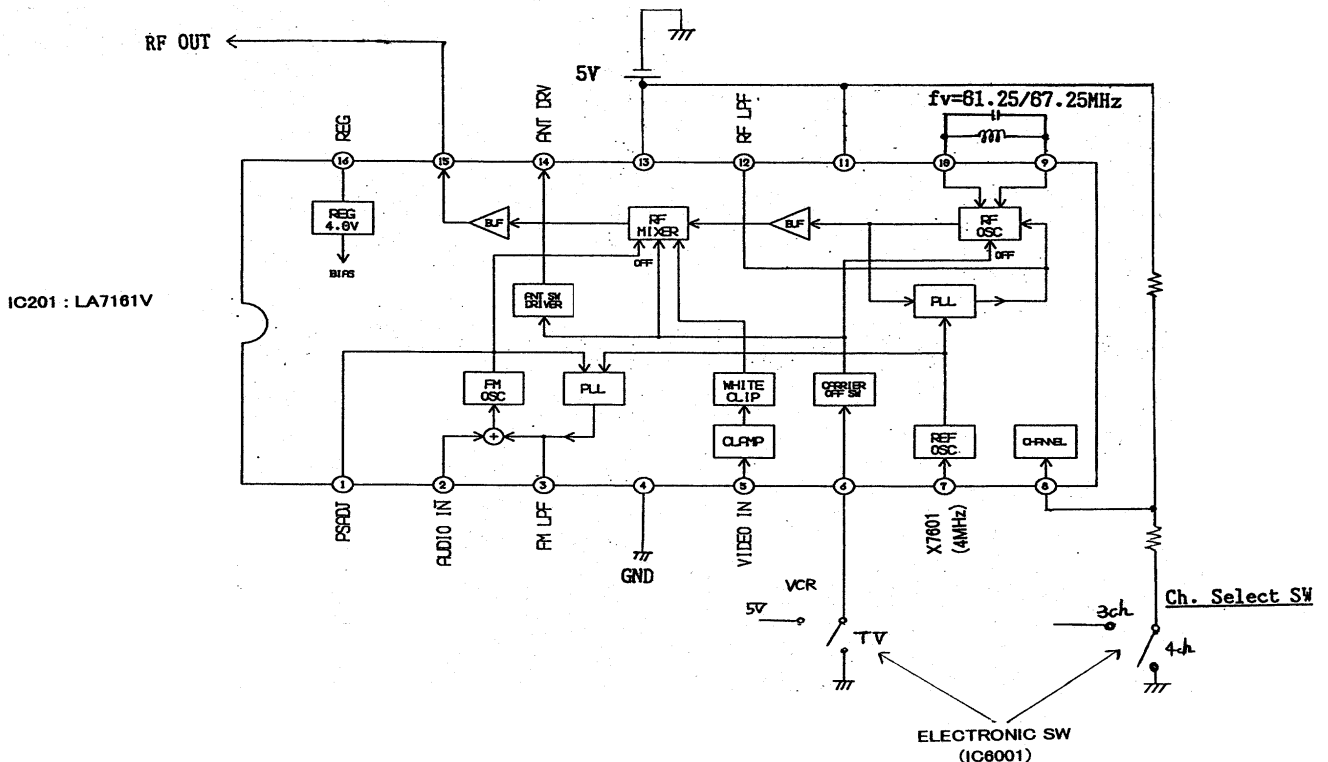 RF OUT
5V
fv=61.25/67.25MHz
REG
ANT DRV
RF LPF
16
15
14
13
12
11
10
9
REG
4.0V
BIAS
BUF
RF
MIXER
OFF
BUF
RF
OSC
OFF
IC201 : LA7161V
ANT SW
DRIVER
PLL
FM
OSC
PLL
WHITE
CLIP
CARRIER
OFF SW
+
CLAMP
REF
OSC
CHANNEL
1
2
3
4
5
6
7
8
PSADJ
AUDIO IN
FM LPF
GND
VIDEO IN
X7601
(4MHz)
VCR
5V
TV
3ch
4ch
Ch. Select SW
ELECTRONIC SW
(IC6001)